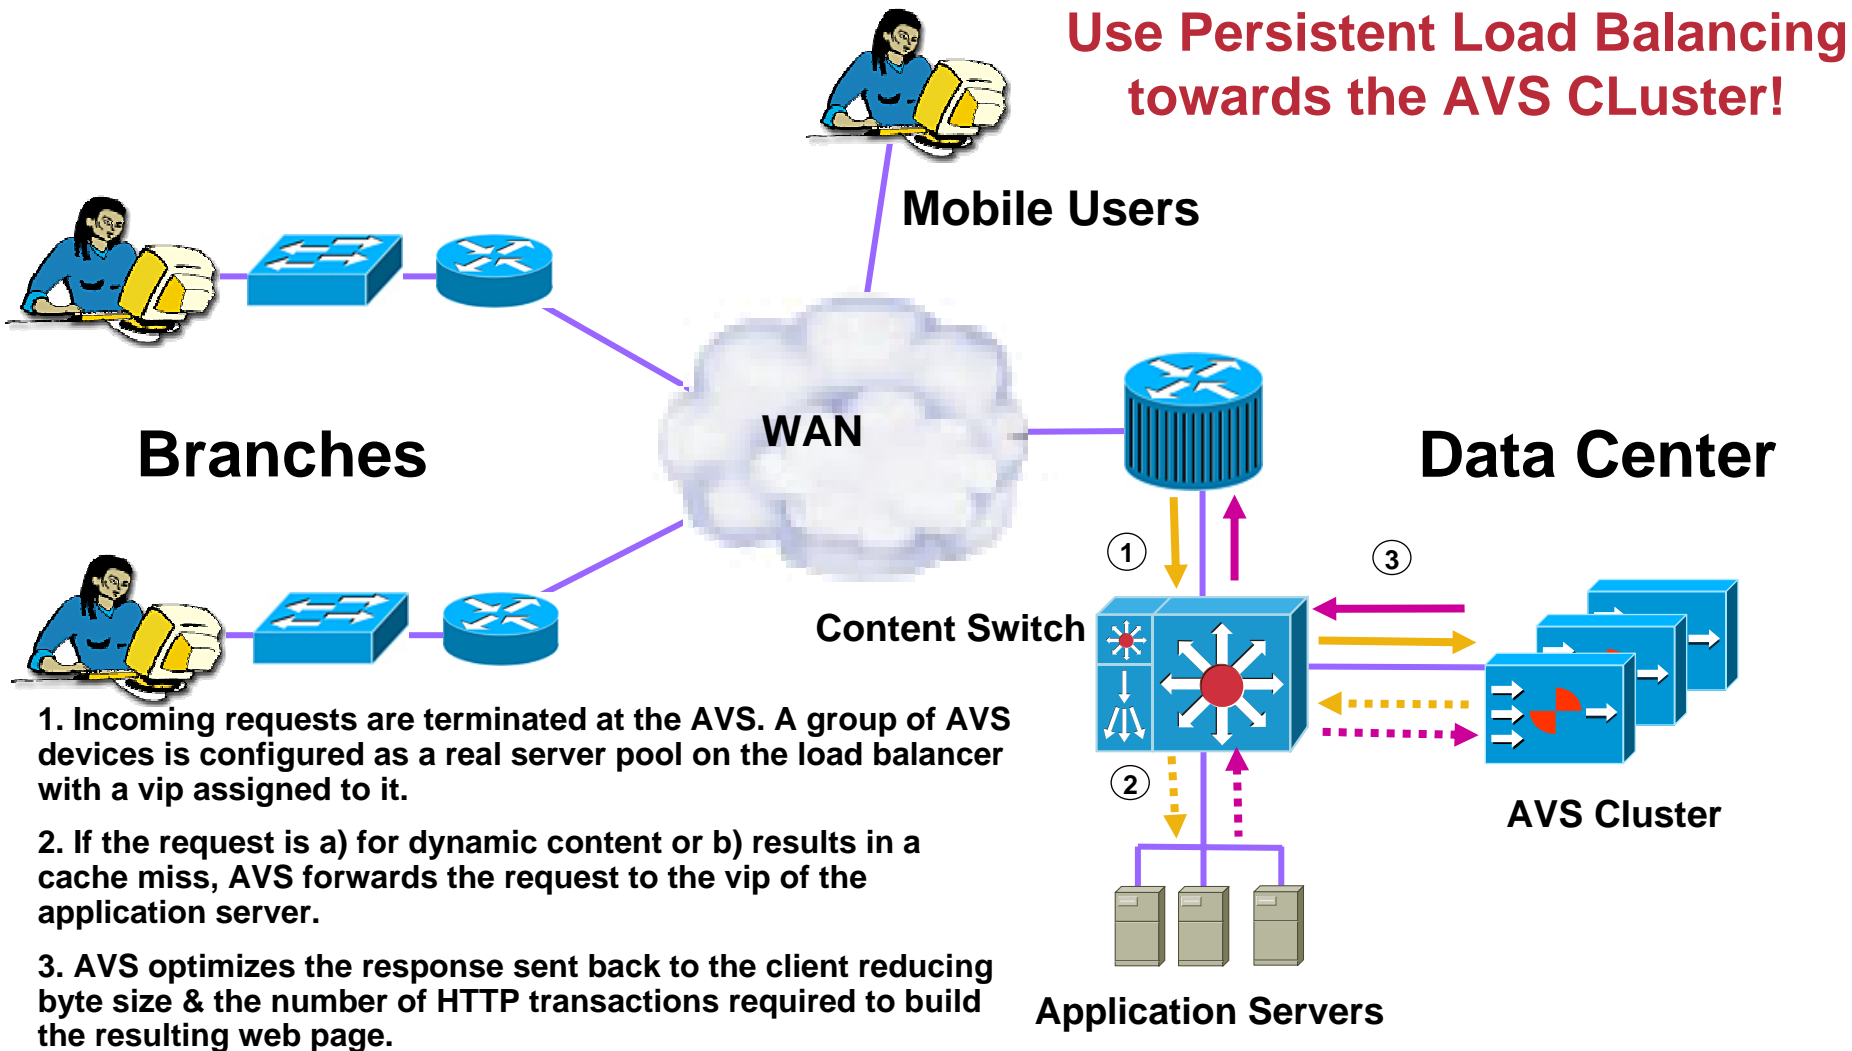 Use Persistent Load Balancing
towards the AVS CLuster!
Mobile Users
WAN
Branches
Data Center
1
3
Content Switch
2
AVS Cluster
Application Servers
1. Incoming requests are terminated at the AVS. A group of AVS
devices is configured as a real server pool on the load balancer
with a vip assigned to it.
2. If the request is a) for dynamic content or b) results in a
cache miss, AVS forwards the request to the vip of the
application server.
3. AVS optimizes the response sent back to the client reducing
byte size & the number of HTTP transactions required to build
the resulting web page.